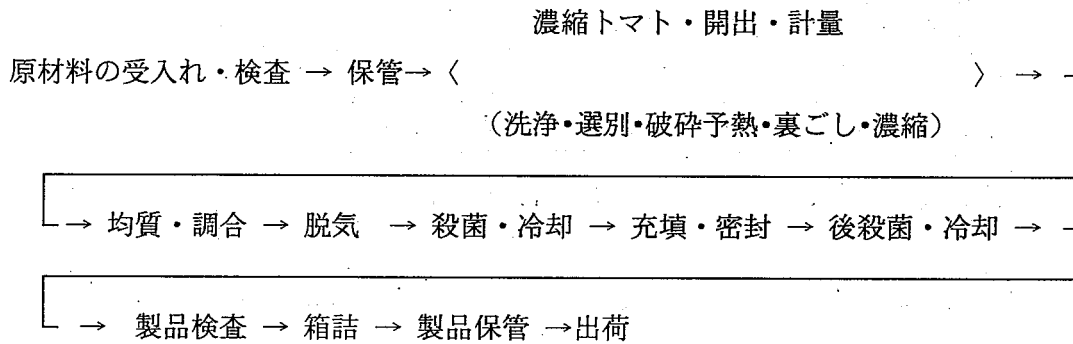 濃縮トマト・開出・計量
原材料の受入れ・検査 → 保管→〈 〉 →
(洗浄・選別・破砕予熱・裏ごし・濃縮)
→ 均質・調合 → 脱気 → 殺菌・冷却 → 充填・密封 → 後殺菌・冷却 →
→ 製品検査 → 箱詰 → 製品保管 →出荷